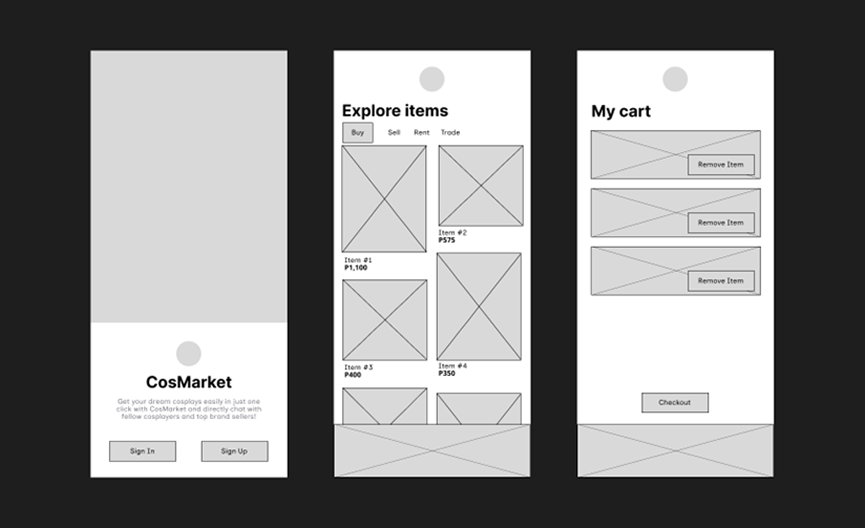 CosMarket
Get your dream cosplays easily in just one
click with CosMarket and directly chat with
fellow cosplayers and top brand sellers!
Sign In
Sign Up
Explore items
Buy
Sell
Rent
Trade
Item #1
P1,100
Item #2
P575
Item #3
P400
Item #4
P350
My cart
Remove Item
Remove Item
Remove Item
Checkout